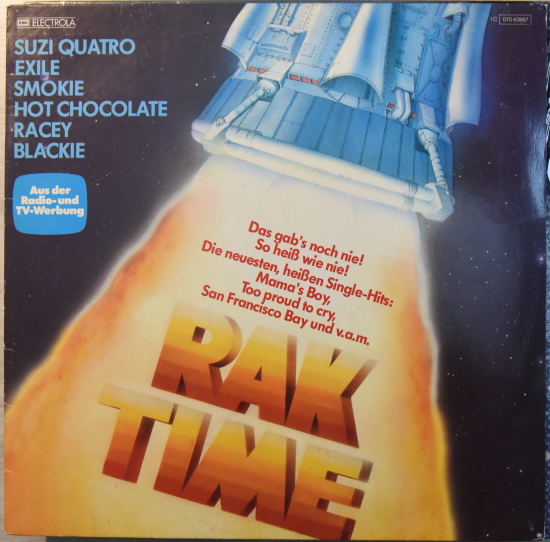 EMI ELECTROLA
1C 070-63697
SUZI QUATRO
EXILE
SMOKIE
HOT CHOCOLATE
RACEY
BLACKIE
Aus der
Radio- und
TV-Werbung
Das gab's noch nie!
So heiß wie nie!
Die neuesten, heißen Single-Hits:
Mama's Boy,
Too proud to cry,
San Francisco Bay und v.a.m.
RAK
TIME